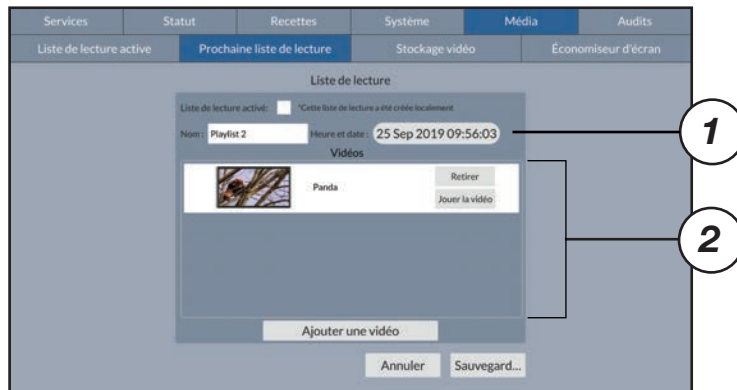 Services Statut Recettes Système Média Audits
Liste de lecture active Prochaine liste de lecture Stockage vidéo Économiseur d'écran
Liste de lecture
Liste de lecture activé: *Cette liste de lecture a été créée localement
Nom : Playlist 2 Heure et date : 25 Sep 2019 09:56:03
1
Vidéos
Panda
Retirer
Jouer la vidéo
2
Ajouter une vidéo
Annuler Sauvegard...